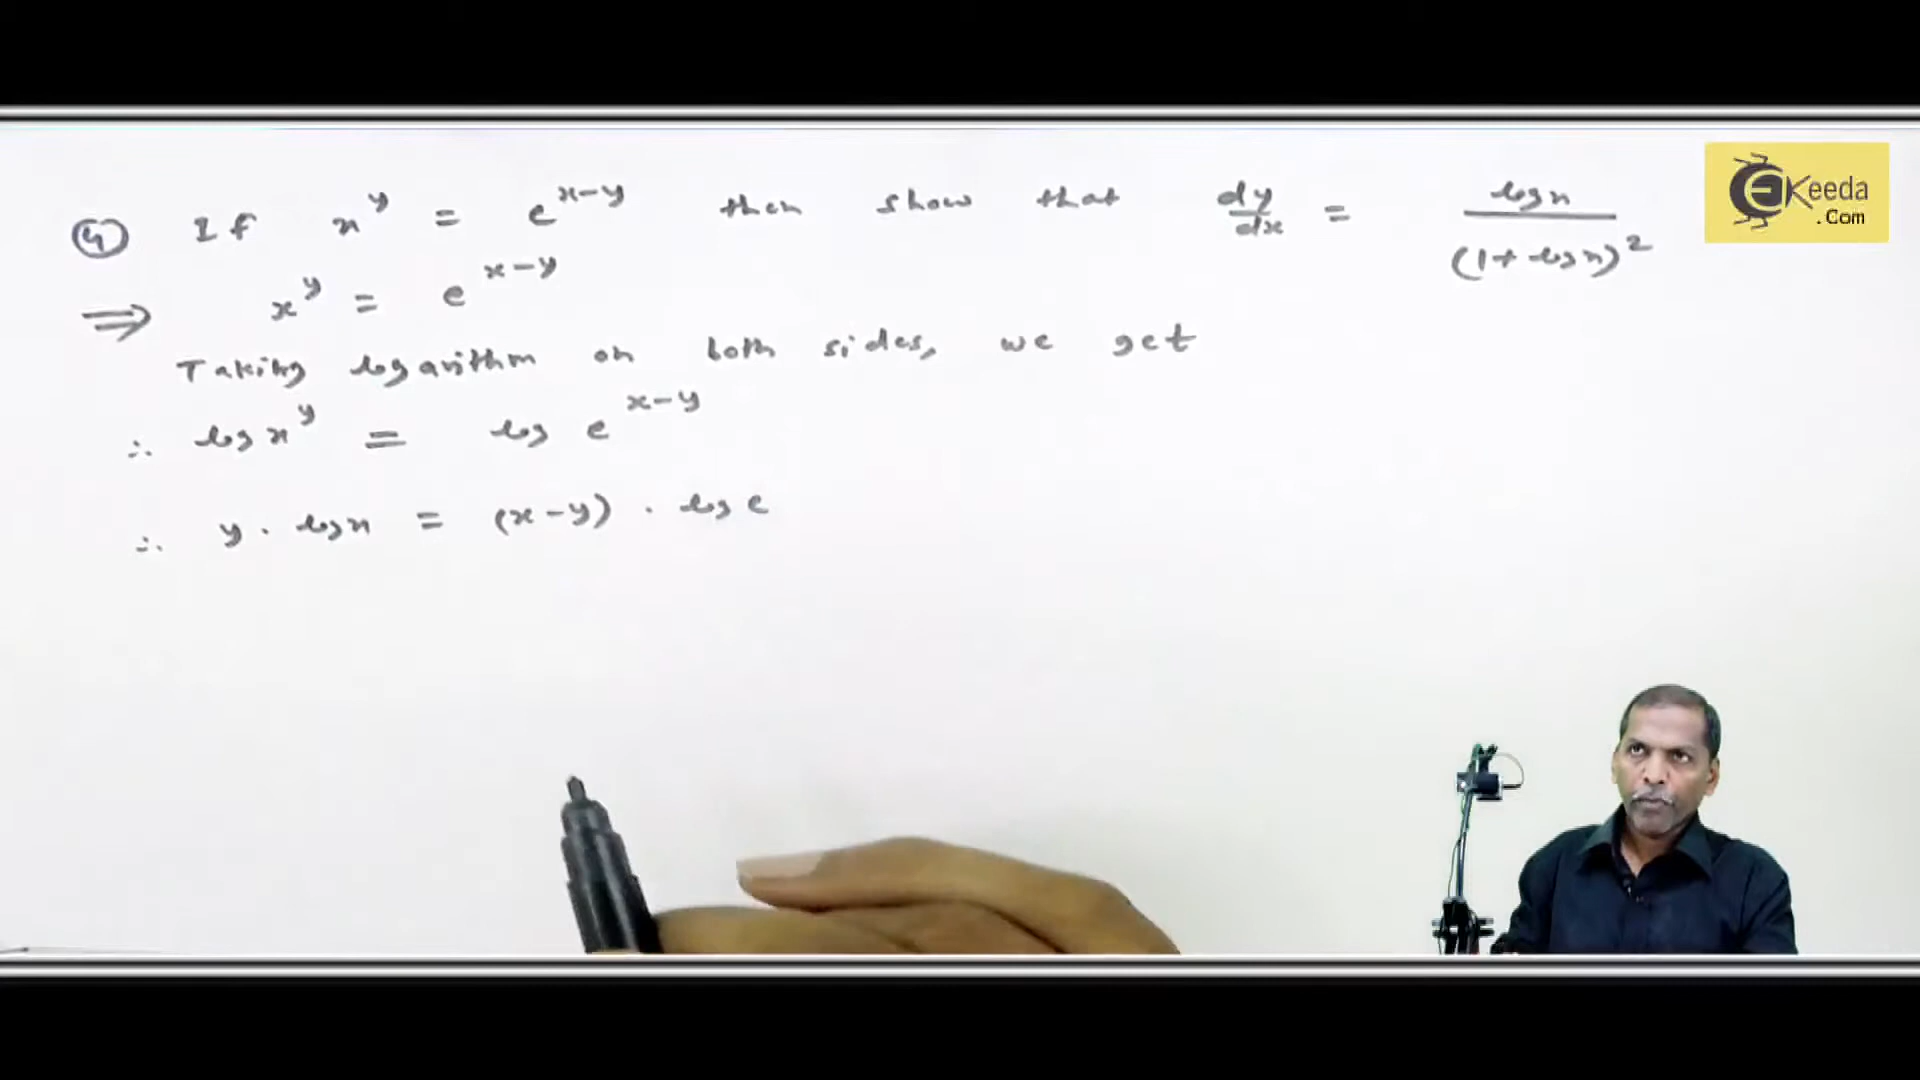 ④ If x^y = e^(x-y) then show that dy/dx = log x / (1 + log x)^2
⇒ x^y = e^(x-y)
Taking logarithm on both sides, we get
∴ log x^y = log e^(x-y)
∴ y · log x = (x-y) · log e
EKeeda
.Com